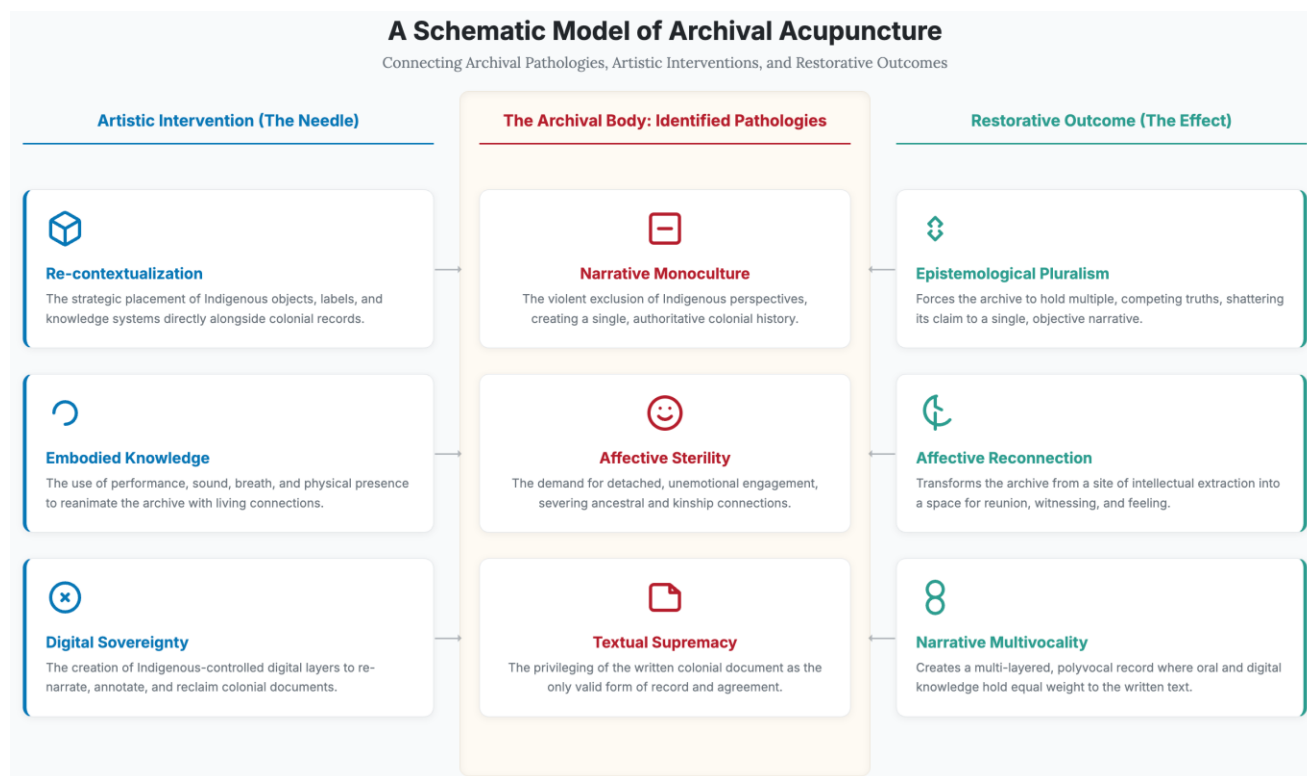 A Schematic Model of Archival Acupuncture
Connecting Archival Pathologies, Artistic Interventions, and Restorative Outcomes
Artistic Intervention (The Needle)
Re-contextualization
The strategic placement of Indigenous objects, labels, and
knowledge systems directly alongside colonial records.
Embodied Knowledge
The use of performance, sound, breath, and physical presence
to reanimate the archive with living connections.
Digital Sovereignty
The creation of Indigenous-controlled digital layers to re-
narrate, annotate, and reclaim colonial documents.
The Archival Body: Identified Pathologies
Narrative Monoculture
The violent exclusion of Indigenous perspectives,
creating a single, authoritative colonial history.
Affective Sterility
The demand for detached, unemotional engagement,
severing ancestral and kinship connections.
Textual Supremacy
The privileging of the written colonial document as the
only valid form of record and agreement.
Restorative Outcome (The Effect)
Epistemological Pluralism
Forces the archive to hold multiple, competing truths, shattering
its claim to a single, objective narrative.
Affective Reconnection
Transforms the archive from a site of intellectual extraction into
a space for reunion, witnessing, and feeling.
Narrative Multivocality
Creates a multi-layered, polyvocal record where oral and digital
knowledge hold equal weight to the written text.